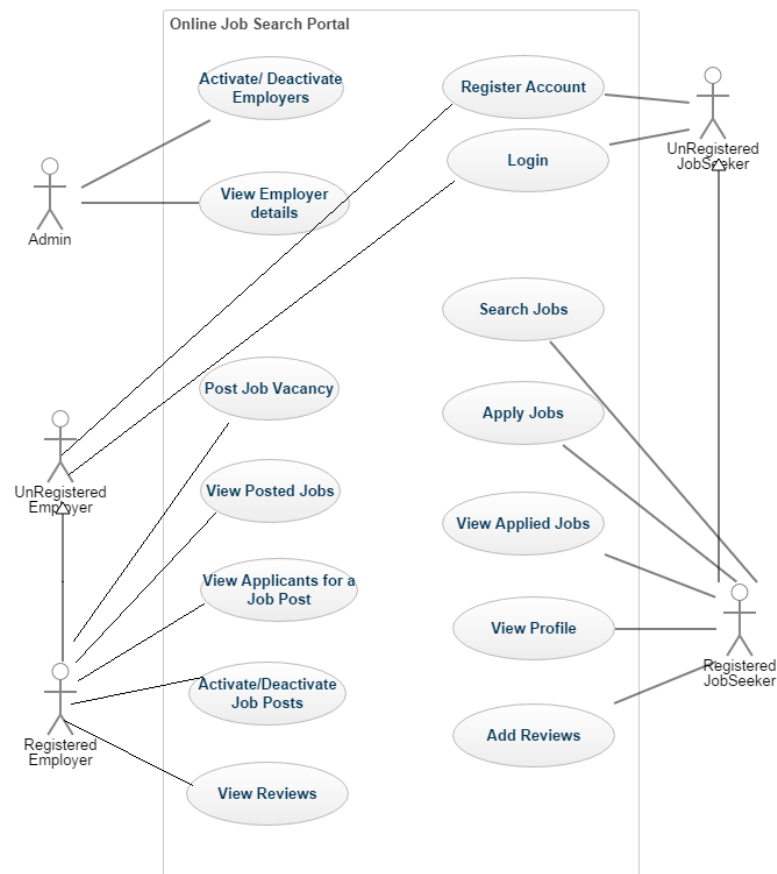 Online Job Search Portal
Activate/ Deactivate
Employers
Register Account
UnRegistered
JobSeeker
Login
View Employer
details
Admin
Search Jobs
Post Job Vacancy
Apply Jobs
UnRegistered
Employer
View Posted Jobs
View Applied Jobs
View Applicants for a
Job Post
View Profile
Registered
JobSeeker
Activate/Deactivate
Job Posts
Registered
Employer
Add Reviews
View Reviews